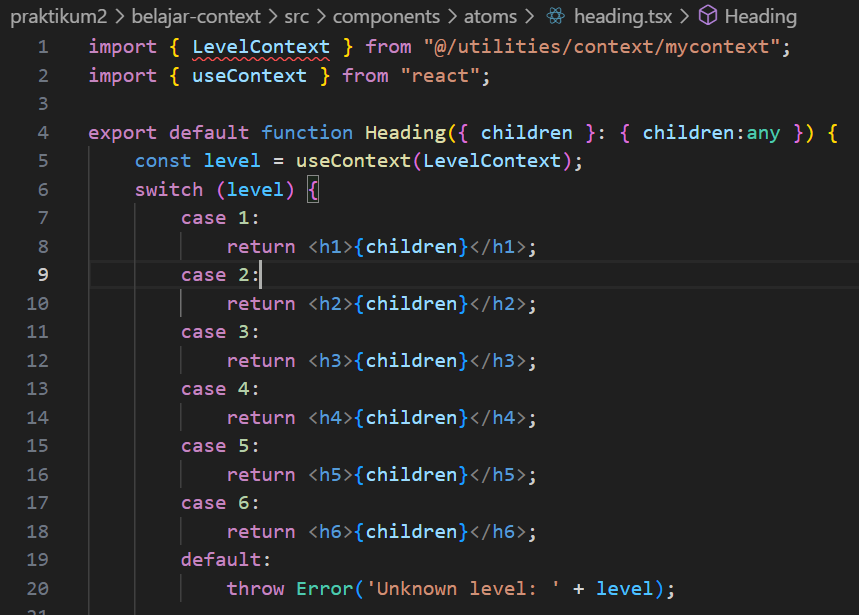 praktikum2 > belajar-context > src > components > atoms > heading.tsx > Heading
1 import { LevelContext } from "@/utilities/context/mycontext";
2 import { useContext } from "react";
3
4 export default function Heading({ children }: { children:any }) {
5     const level = useContext(LevelContext);
6     switch (level) {
7         case 1:
8             return <h1>{children}</h1>;
9         case 2:
10             return <h2>{children}</h2>;
11         case 3:
12             return <h3>{children}</h3>;
13         case 4:
14             return <h4>{children}</h4>;
15         case 5:
16             return <h5>{children}</h5>;
17         case 6:
18             return <h6>{children}</h6>;
19         default:
20             throw Error('Unknown level: ' + level);